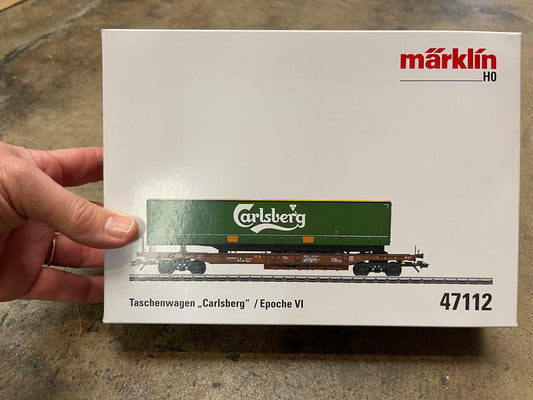 märklin
H0
Carlsberg
Taschenwagen „Carlsberg" / Epoche VI
47112